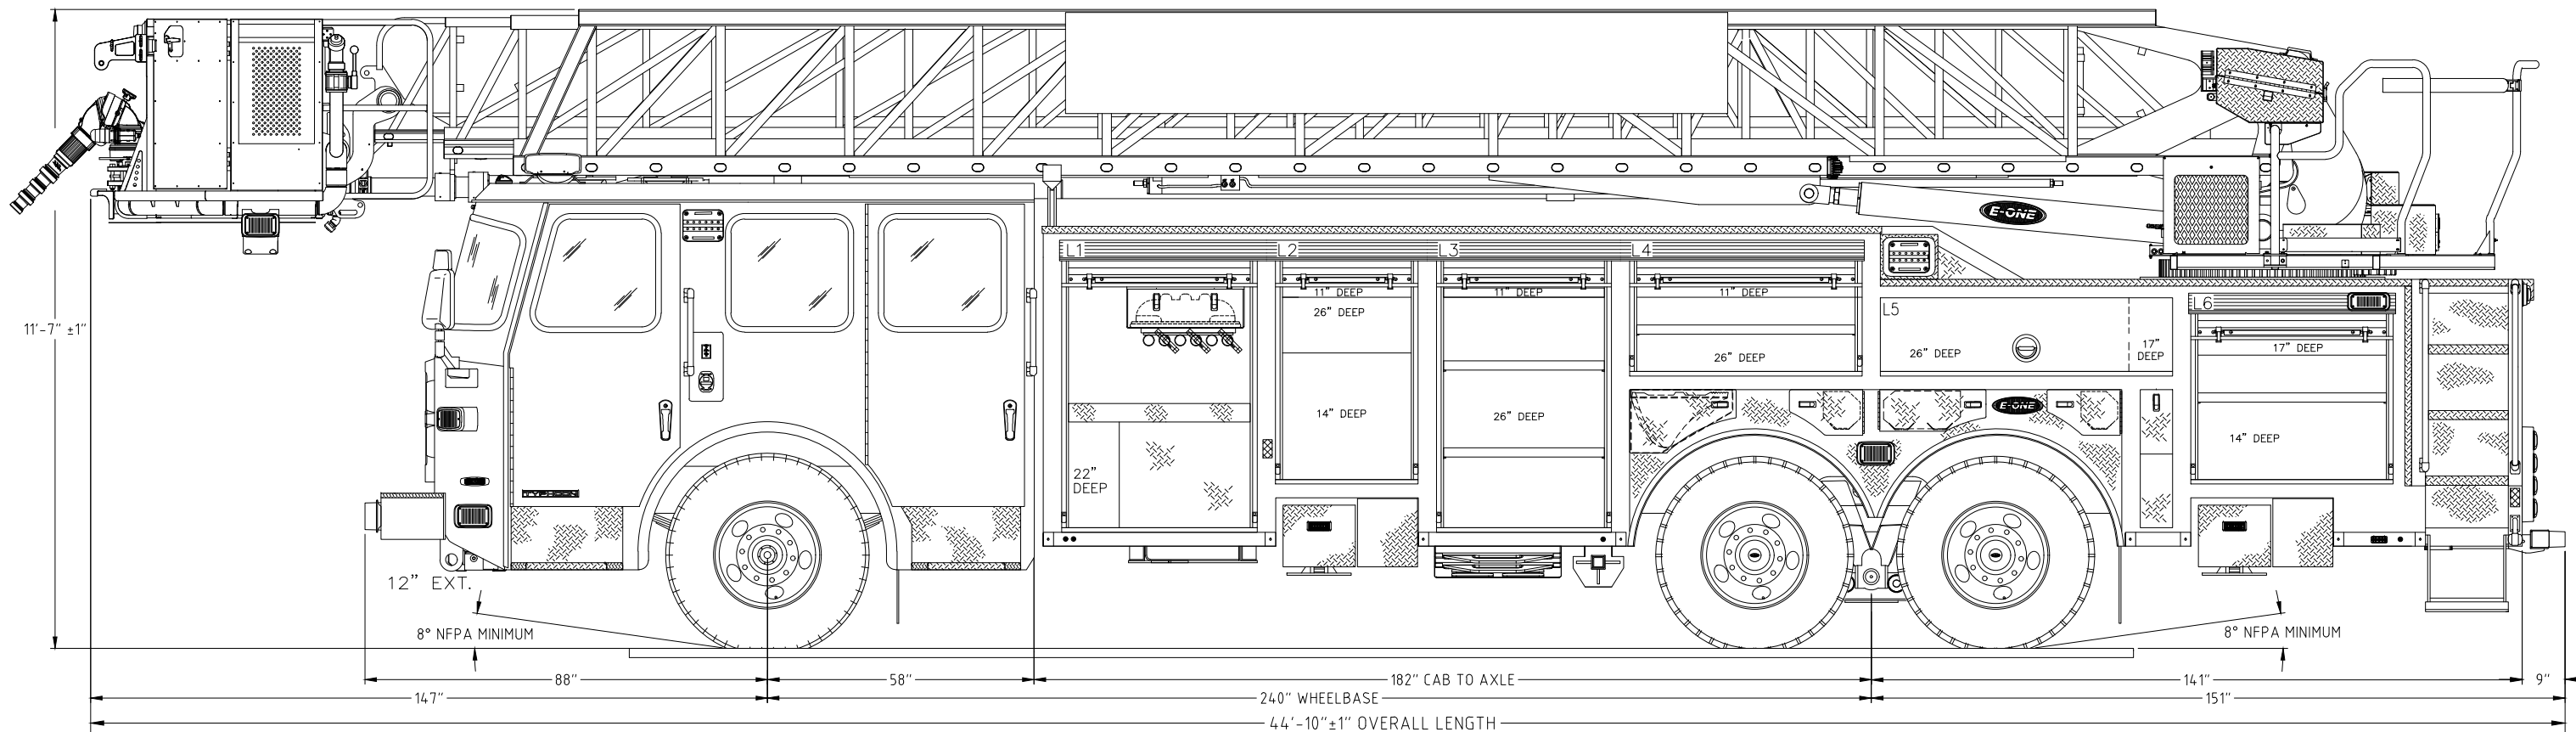 E-ONE
L1
L2
L3
L4
11" DEEP
11" DEEP
11" DEEP
L5
L6
11'-7" ±1"
26" DEEP
26" DEEP
26" DEEP
17"
DEEP
17" DEEP
14" DEEP
26" DEEP
E-ONE
14" DEEP
22"
DEEP
TYPHOON
12" EXT.
8° NFPA MINIMUM
8° NFPA MINIMUM
88"
58"
182" CAB TO AXLE
141"
9"
147"
240" WHEELBASE
151"
44'-10"±1" OVERALL LENGTH